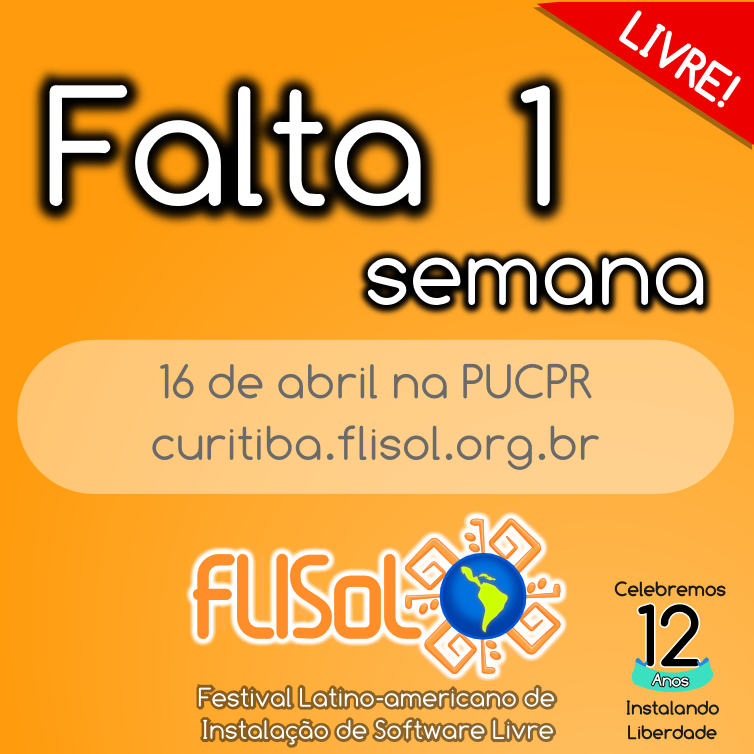 LIVRE!
Falta 1
semana
16 de abril na PUCPR
curitiba.flisol.org.br
FLISoL
Festival Latino-americano de
Instalação de Software Livre
Celebremos
12
Anos
Instalando
Liberdade